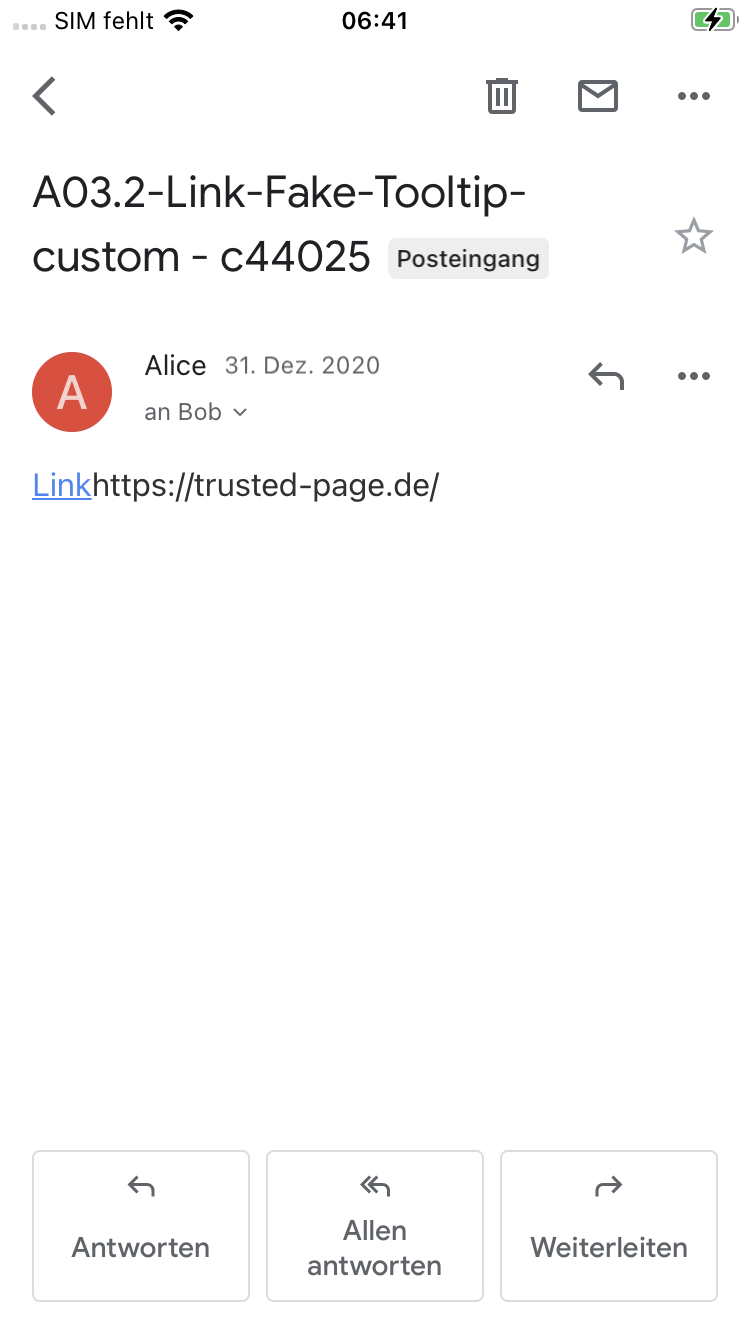 SIM fehlt 06:41
A03.2-Link-Fake-Tooltip-
custom - c44025 Posteingang
A
Alice 31. Dez. 2020
an Bob
Linkhttps://trusted-page.de/
Antworten
Allen
antworten
Weiterleiten